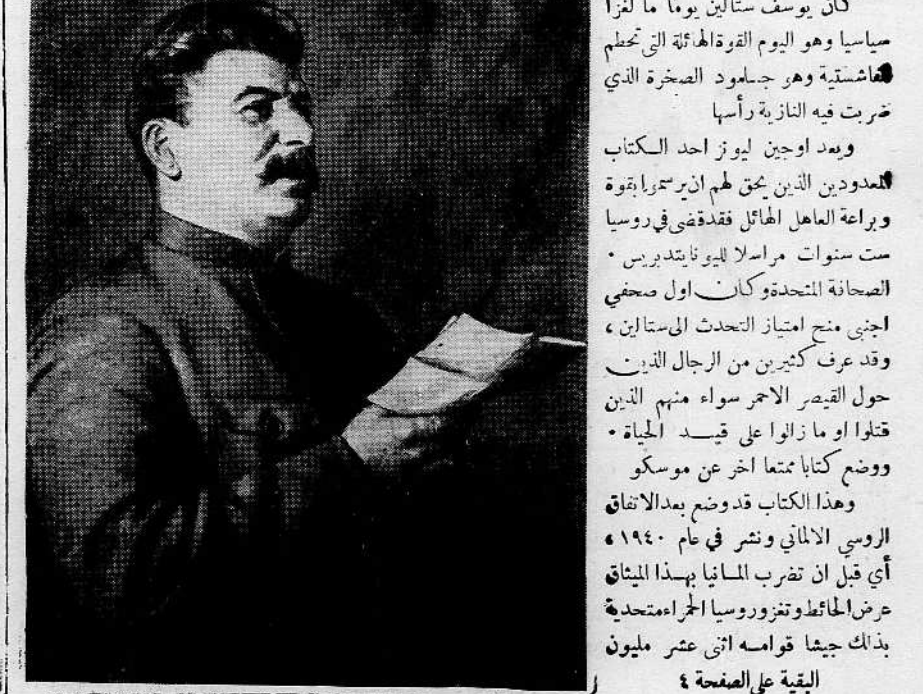 كان يوسف ستالين يوما ما لغزا
سياسيا وهو اليوم القوة الهائلة التي تحطم
الفاشستية وهو جلمود الصخرة الذي
ضربت فيه النازية رأسها
ويعد اوجين ليونز احد الكتاب
المعدودين الذين يحق لهم ان يرسموا بقوة
وبراعة العاهل الهائل فقد قضى في روسيا
ست سنوات مراسلا لليونايتد بريس .
الصحافة المتحدة وكان اول صحفي
اجنبي منح امتياز التحدث الى ستالين ،
وقد عرف كثيرين من الرجال الذين
حول القيصر الاحمر سواء منهم الذين
قتلوا او ما زالوا على قيد الحياة .
ووضع كتابا ممتعا اخر عن موسكو
وهذا الكتاب قد وضع بعد الاتفاق
الروسي الالماني ونشر في عام ١٩٤٠ ،
أي قبل ان تضرب المانيا بهذا الميثاق
عرض الحائط وتغزو روسيا الحمراء متحدية
بذلك جيشا قوامه اثنى عشر مليون
البقية على الصفحة ٤